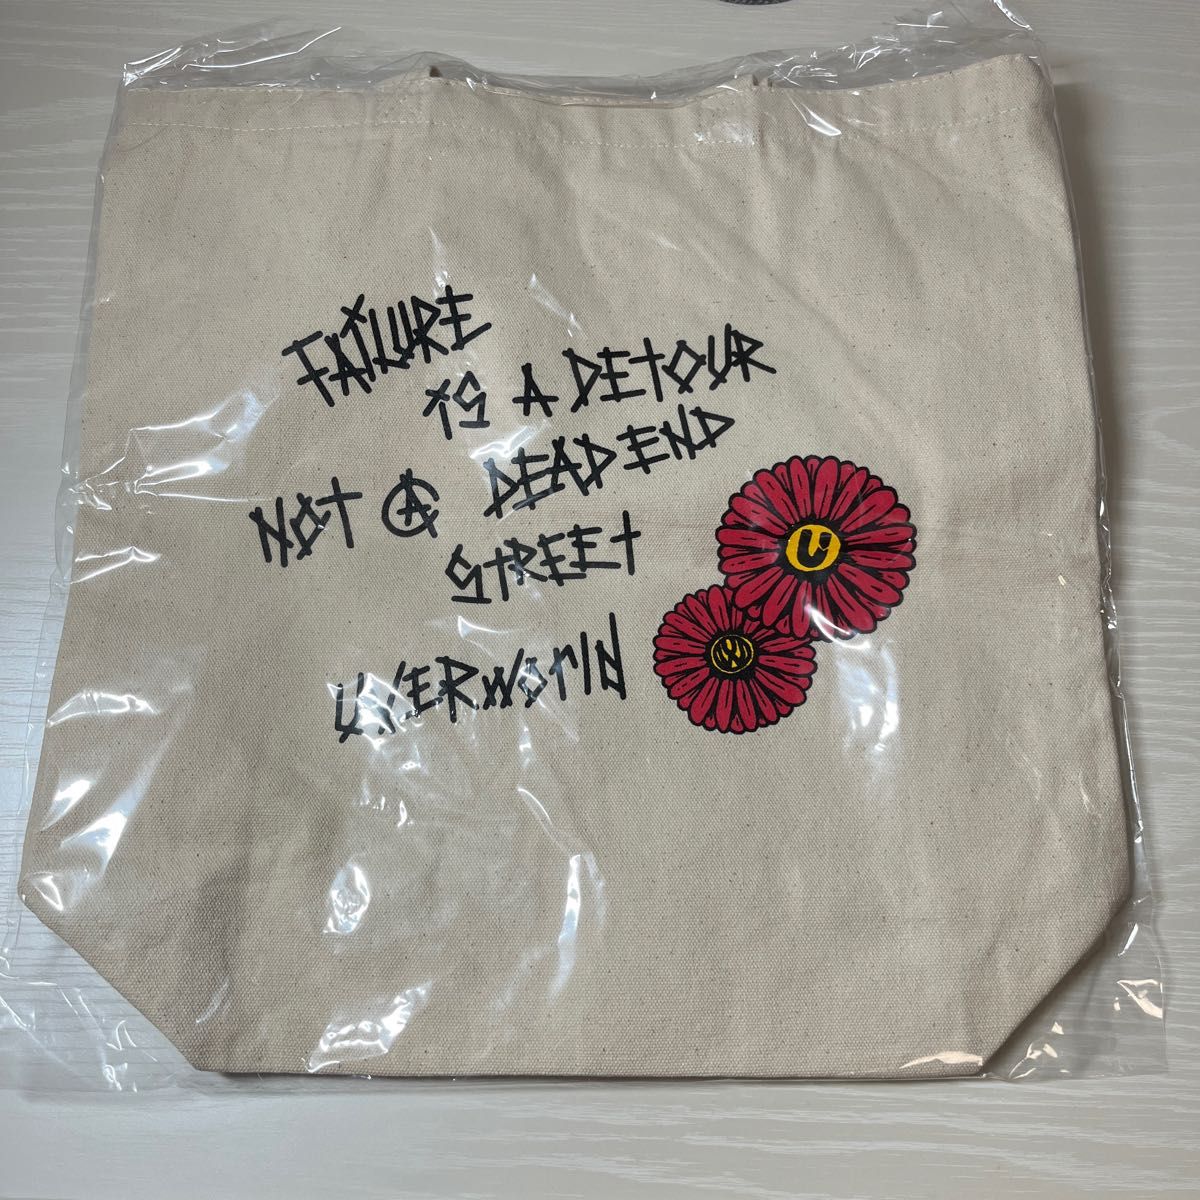 FAiLURE
iS A DETOUR
NOT A DEAD END
STREET
UVERworld
U